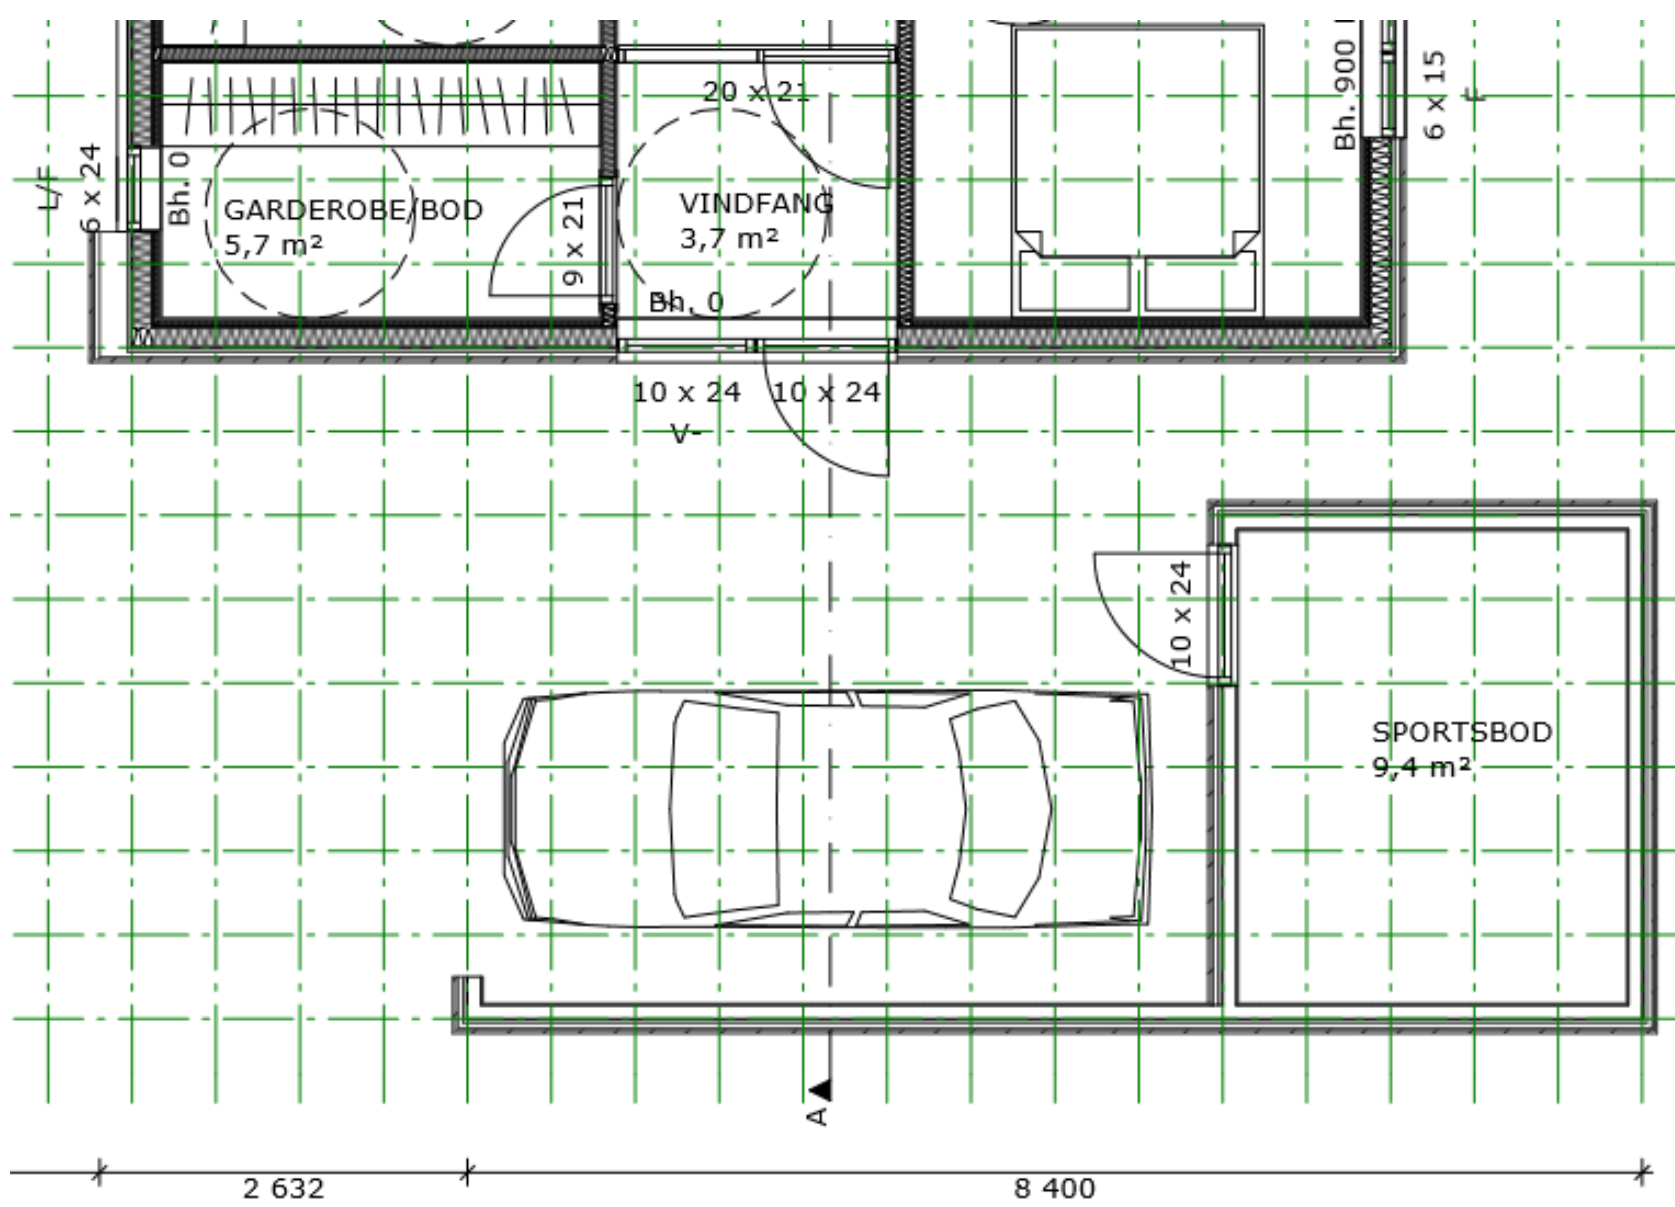 20 x 21
Bh. 900
6 x 15
F
L/F
6 x 24
Bh. 0
GARDEROBE/BOD
5,7 m²
9 x 21
VINDFANG
3,7 m²
Bh. 0
10 x 24
10 x 24
V-
10 x 24
SPORTSBOD
9,4 m²
A
2 632
8 400